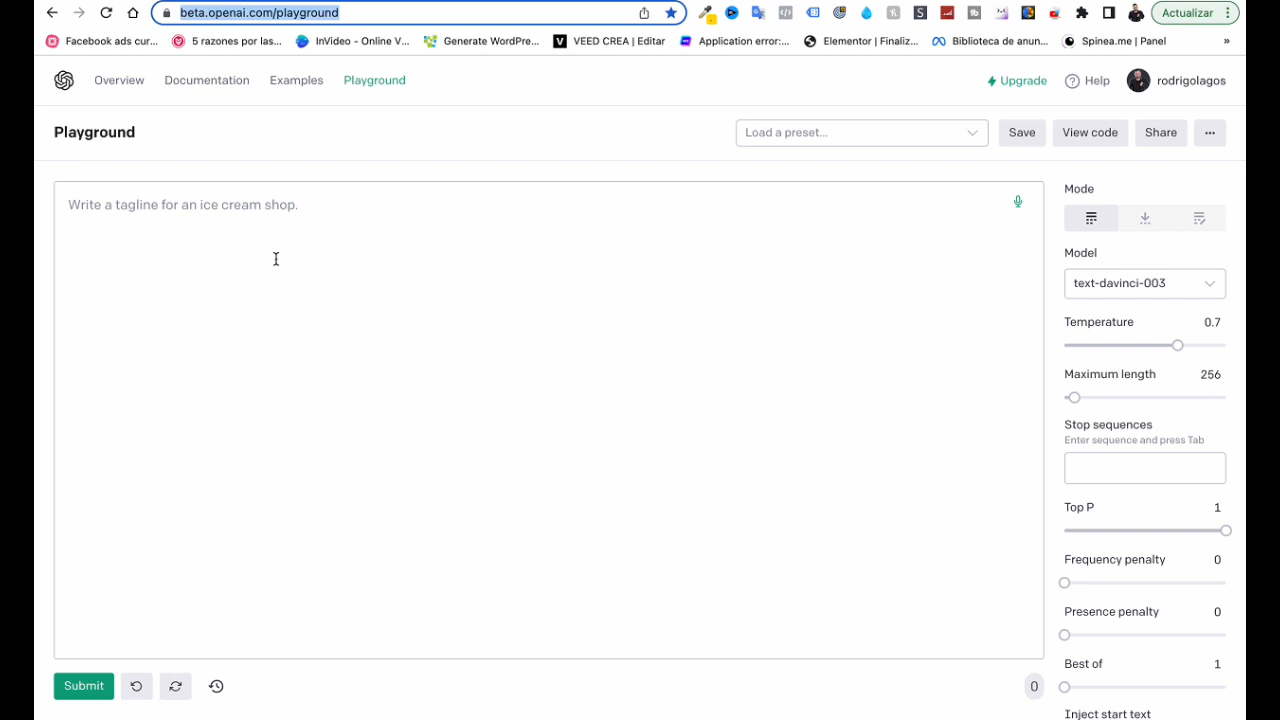 beta.openai.com/playground
Actualizar
Facebook ads cur...
5 razones por las...
InVideo - Online V...
Generate WordPre...
VEED CREA | Editar
Application error:...
Elementor | Finaliz...
Biblioteca de anun...
Spinea.me | Panel
»
Overview
Documentation
Examples
Playground
Upgrade
Help
rodrigolagos
Playground
Load a preset...
Save
View code
Share
...
Write a tagline for an ice cream shop.
Mode
Model
text-davinci-003
Temperature 0.7
Maximum length 256
Stop sequences
Enter sequence and press Tab
Top P 1
Frequency penalty 0
Presence penalty 0
Best of 1
Inject start text
Submit
0